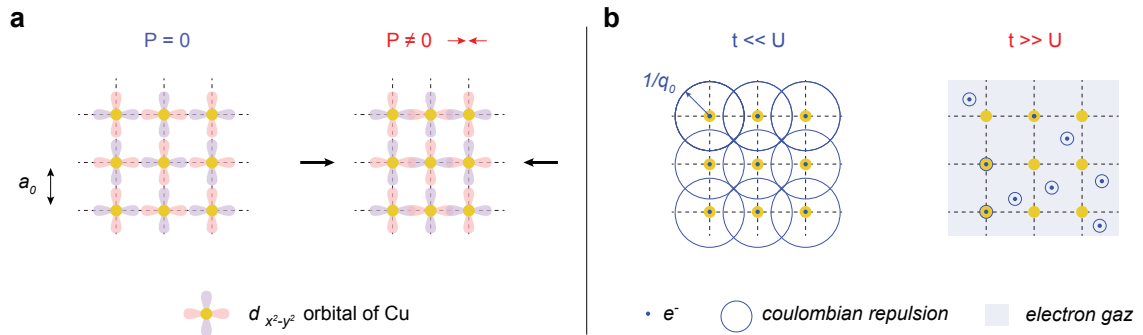 a
P = 0
P ≠ 0
a0
d x²-y² orbital of Cu
b
t << U
t >> U
1/q0
e-
coulombian repulsion
electron gaz